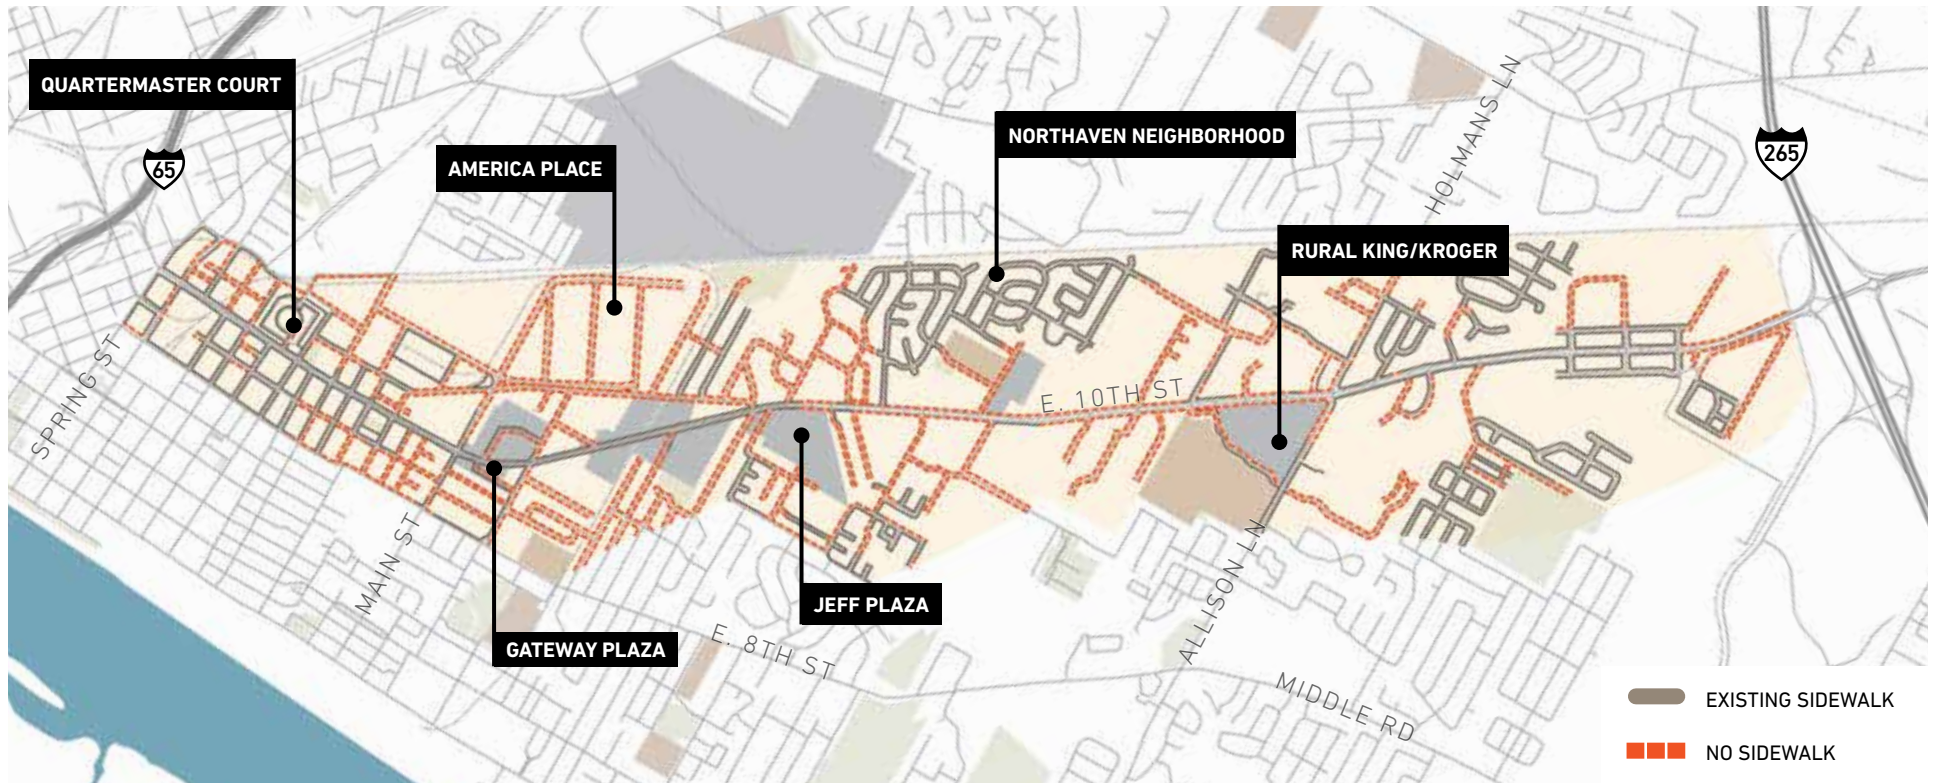 QUARTERMASTER COURT
65
AMERICA PLACE
NORTHAVEN NEIGHBORHOOD
HOLMANS LN
265
RURAL KING/KROGER
SPRING ST
E. 10TH ST
MAIN ST
GATEWAY PLAZA
JEFF PLAZA
E. 8TH ST
ALLISON LN
MIDDLE RD
EXISTING SIDEWALK
NO SIDEWALK